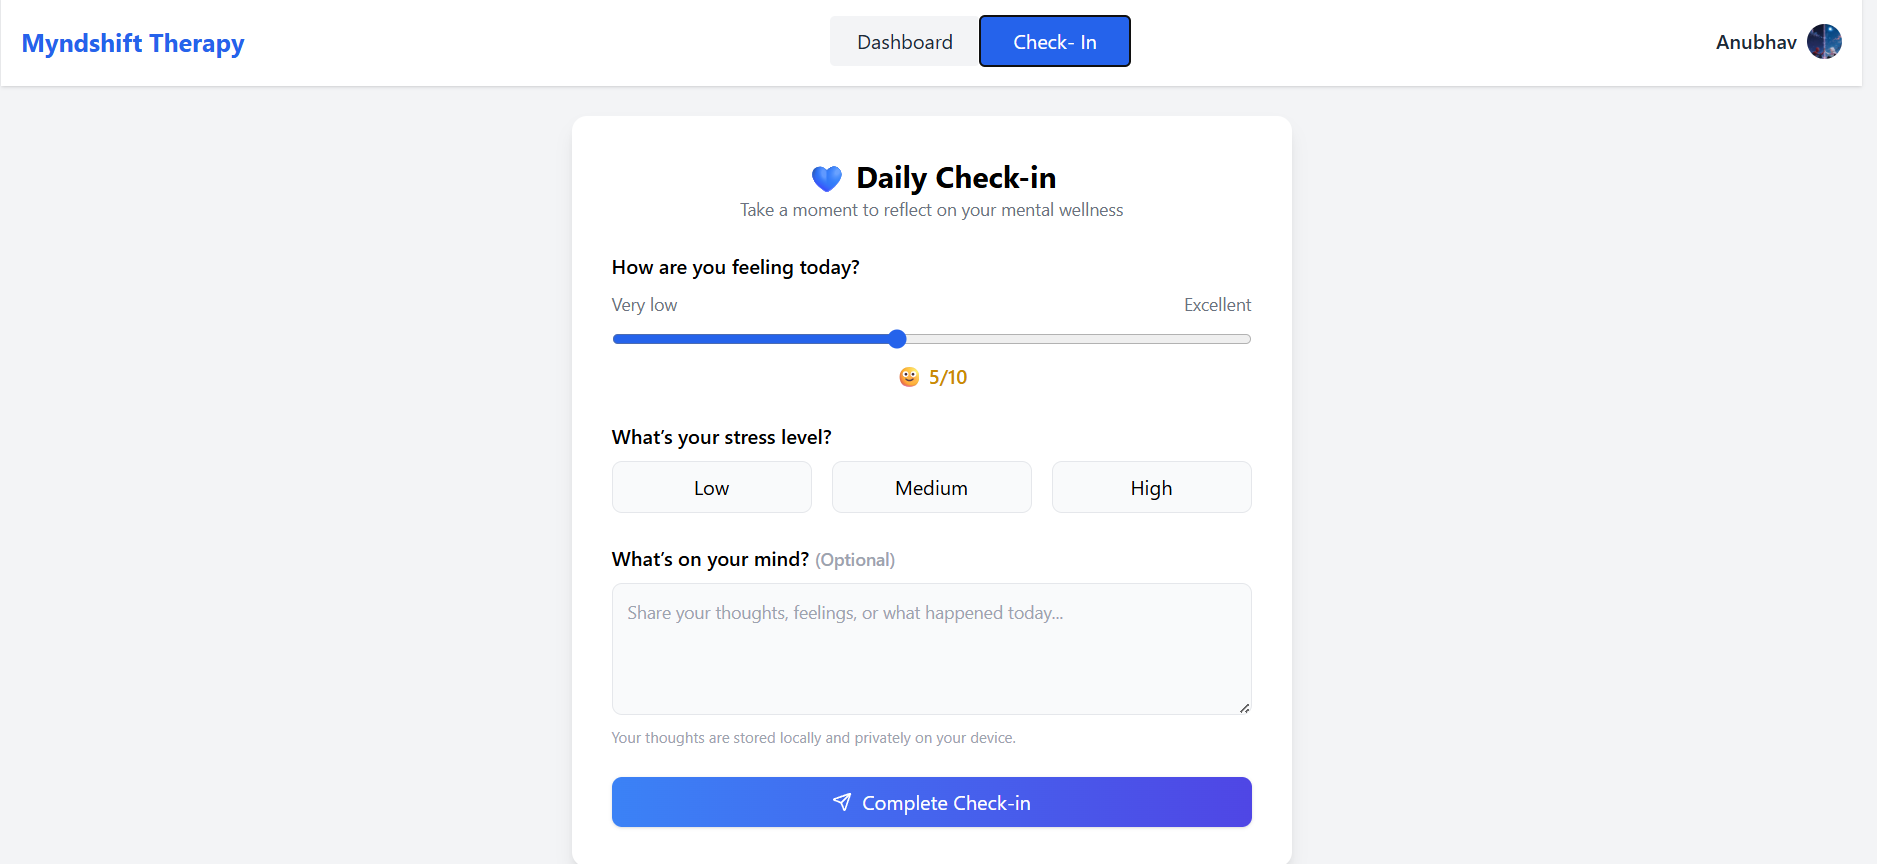 Myndshift Therapy
Dashboard
Check- In
Anubhav
Daily Check-in
Take a moment to reflect on your mental wellness
How are you feeling today?
Very low
Excellent
5/10
What's your stress level?
Low
Medium
High
What's on your mind? (Optional)
Share your thoughts, feelings, or what happened today...
Your thoughts are stored locally and privately on your device.
Complete Check-in